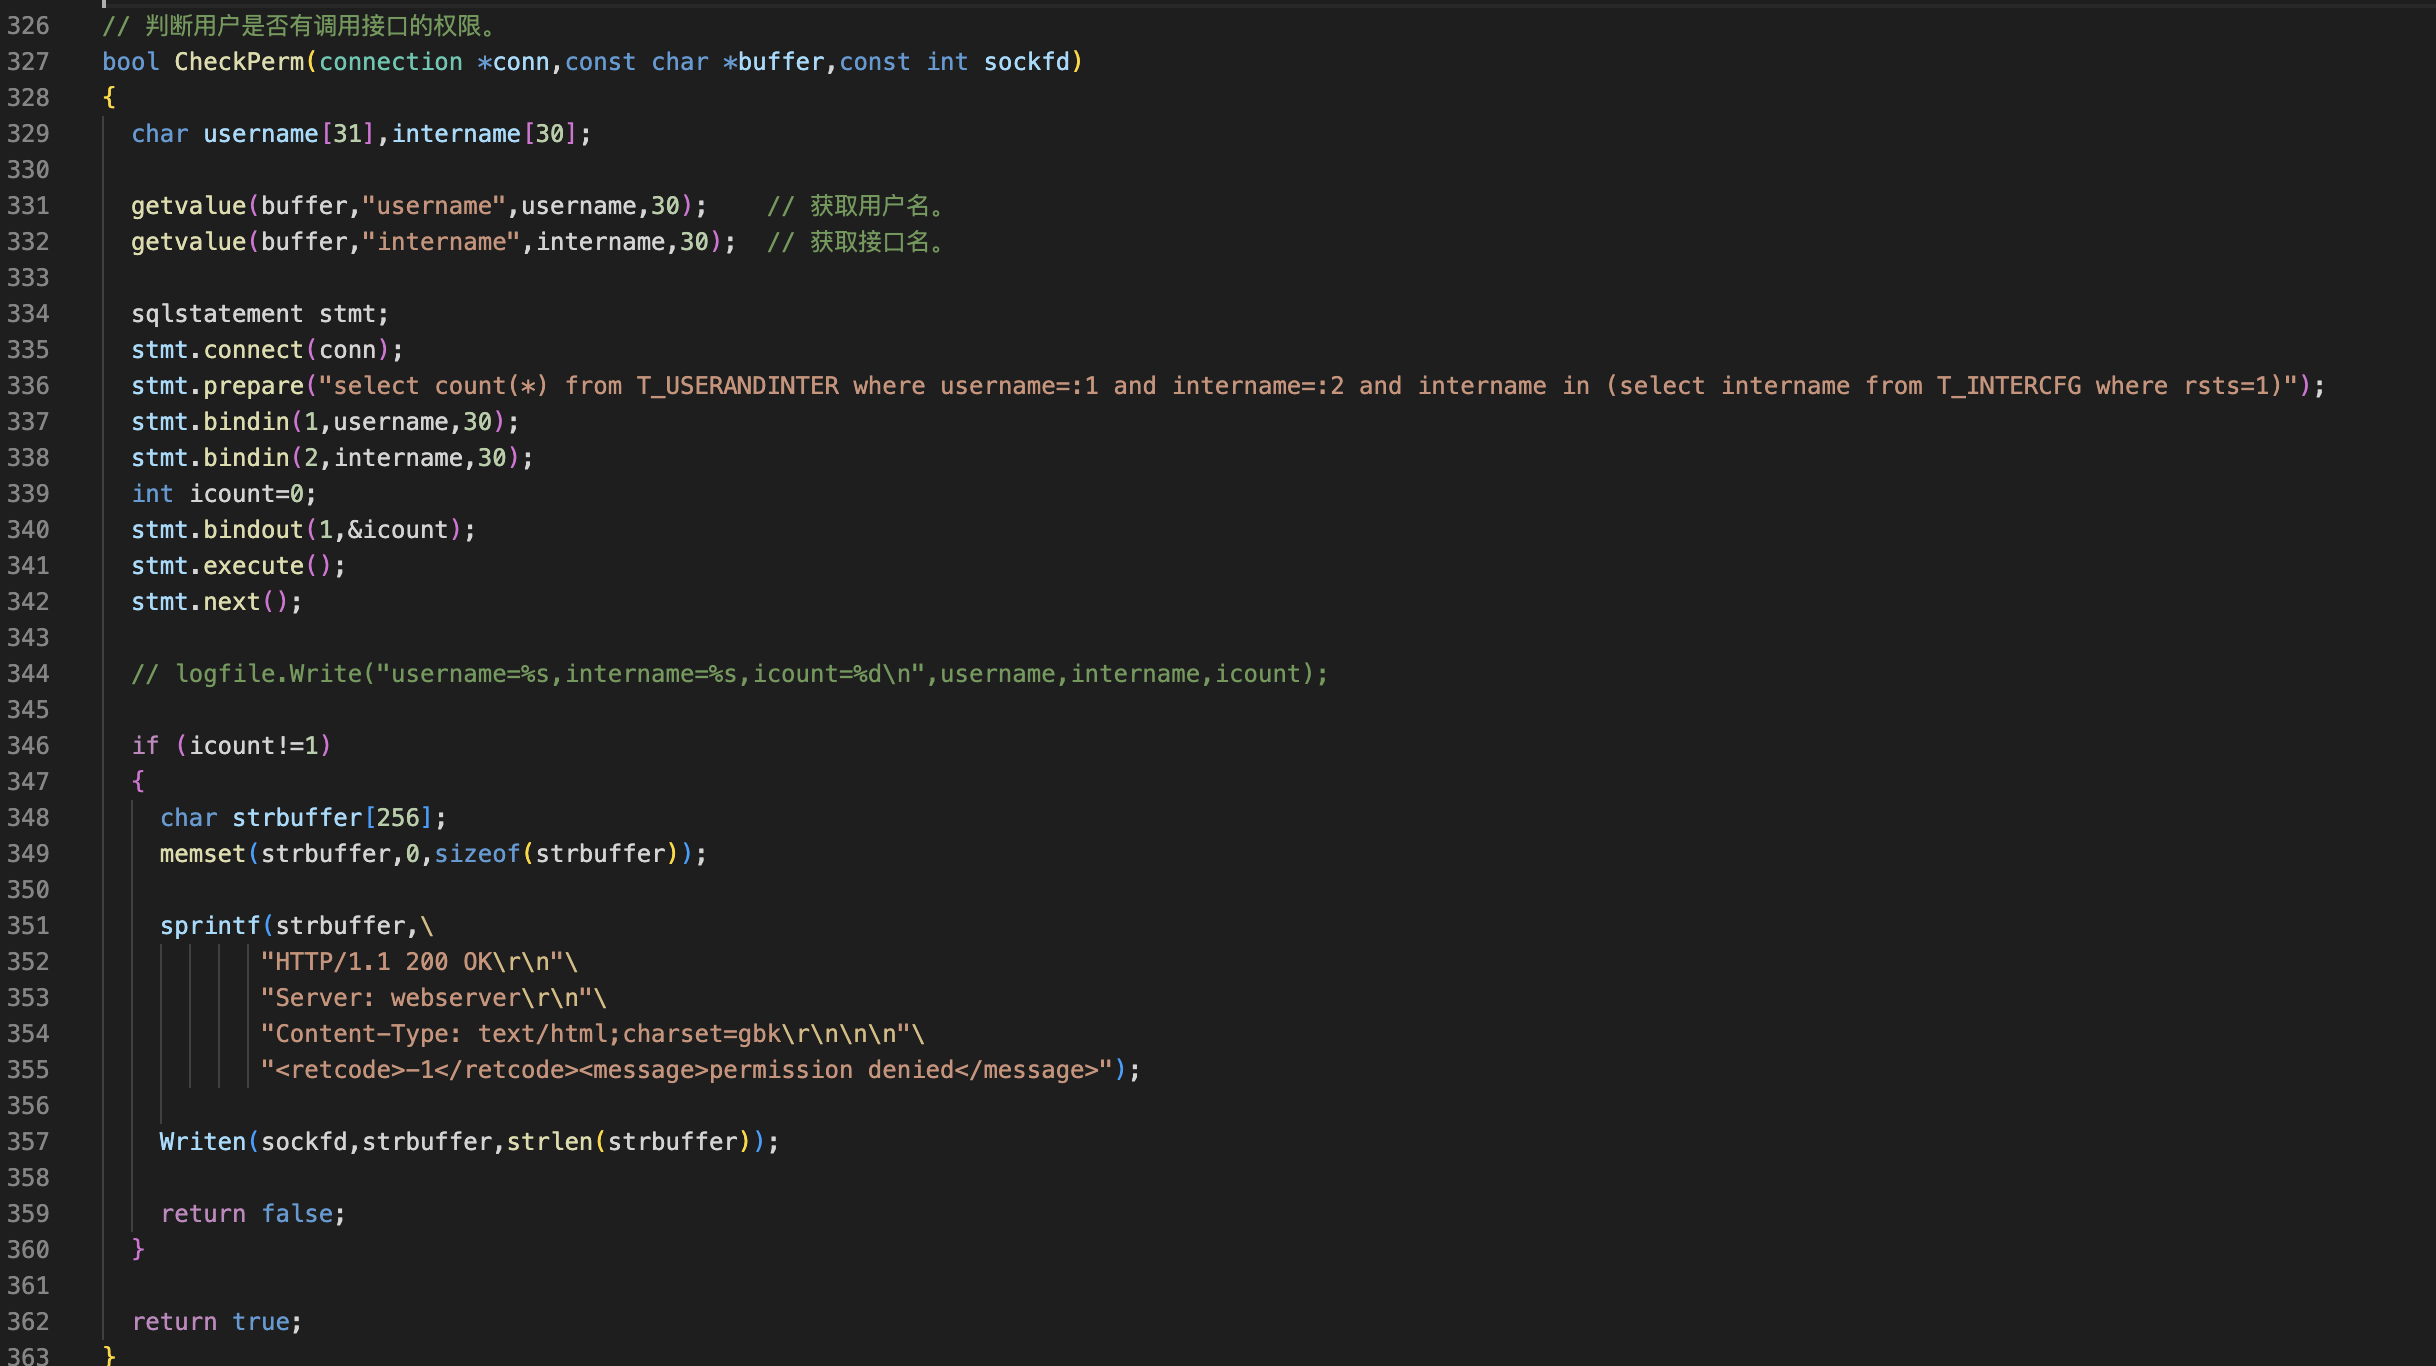 326 // 判断用户是否有调用接口的权限。
327 bool CheckPerm(connection *conn,const char *buffer,const int sockfd)
328 {
329   char username[31],intername[30];
330
331   getvalue(buffer,"username",username,30);    // 获取用户名。
332   getvalue(buffer,"intername",intername,30);  // 获取接口名。
333
334   sqlstatement stmt;
335   stmt.connect(conn);
336   stmt.prepare("select count(*) from T_USERANDINTER where username=:1 and intername=:2 and intername in (select intername from T_INTERCFG where rsts=1)");
337   stmt.bindin(1,username,30);
338   stmt.bindin(2,intername,30);
339   int icount=0;
340   stmt.bindout(1,&icount);
341   stmt.execute();
342   stmt.next();
343
344   // logfile.Write("username=%s,intername=%s,icount=%d\n",username,intername,icount);
345
346   if (icount!=1)
347   {
348     char strbuffer[256];
349     memset(strbuffer,0,sizeof(strbuffer));
350
351     sprintf(strbuffer,\
352            "HTTP/1.1 200 OK\r\n"\
353            "Server: webserver\r\n"\
354            "Content-Type: text/html;charset=gbk\r\n\n\n"\
355            "<retcode>-1</retcode><message>permission denied</message>");
356
357     Writen(sockfd,strbuffer,strlen(strbuffer));
358
359     return false;
360   }
361
362   return true;
363 }